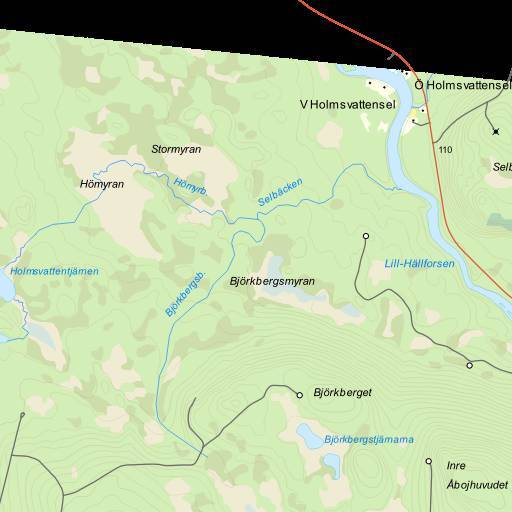 Ö Holmsvattensel
V Holmsvattensel
Stormyran
110
Selb
Hömyran
Hömyrb.
Selbäcken
Holmsvattentjärnen
Lill-Hällforsen
Björkbergsb.
Björkbergsmyran
Björkberget
Björkbergstjärnarna
Inre
Åbojhuvudet